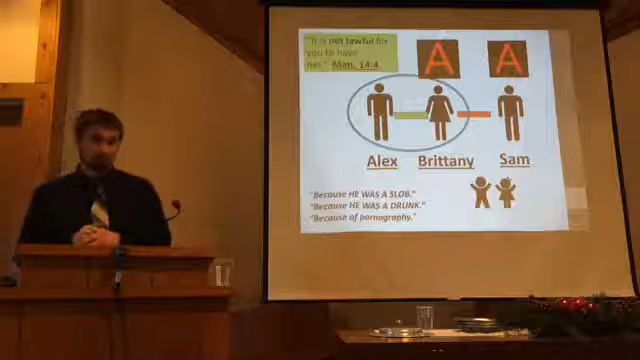 "It is not lawful for
you to have
her." Matt. 14:4
A A
Alex Brittany Sam
"Because HE WAS A SLOB."
"Because HE WAS A DRUNK."
"Because of pornography."